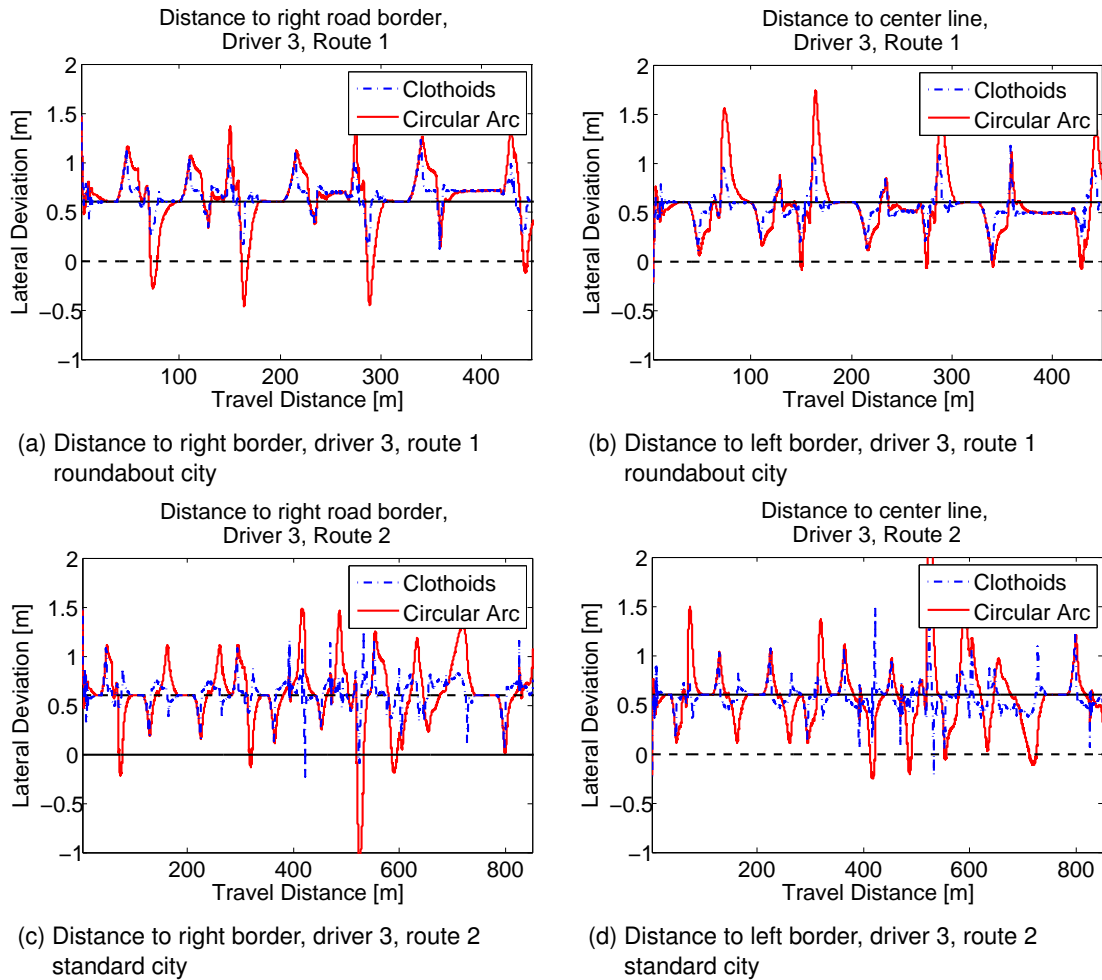 Distance to right road border,
Driver 3, Route 1
2
1.5
1
0.5
0
−0.5
−1
Lateral Deviation [m]
Clothoids
Circular Arc
100
200
300
400
Travel Distance [m]
(a) Distance to right border, driver 3, route 1
roundabout city
Distance to center line,
Driver 3, Route 1
2
1.5
1
0.5
0
−0.5
−1
Lateral Deviation [m]
Clothoids
Circular Arc
100
200
300
400
Travel Distance [m]
(b) Distance to left border, driver 3, route 1
roundabout city
Distance to right road border,
Driver 3, Route 2
2
1.5
1
0.5
0
−0.5
−1
Lateral Deviation [m]
Clothoids
Circular Arc
200
400
600
800
Travel Distance [m]
(c) Distance to right border, driver 3, route 2
standard city
Distance to center line,
Driver 3, Route 2
2
1.5
1
0.5
0
−0.5
−1
Lateral Deviation [m]
Clothoids
Circular Arc
200
400
600
800
Travel Distance [m]
(d) Distance to left border, driver 3, route 2
standard city